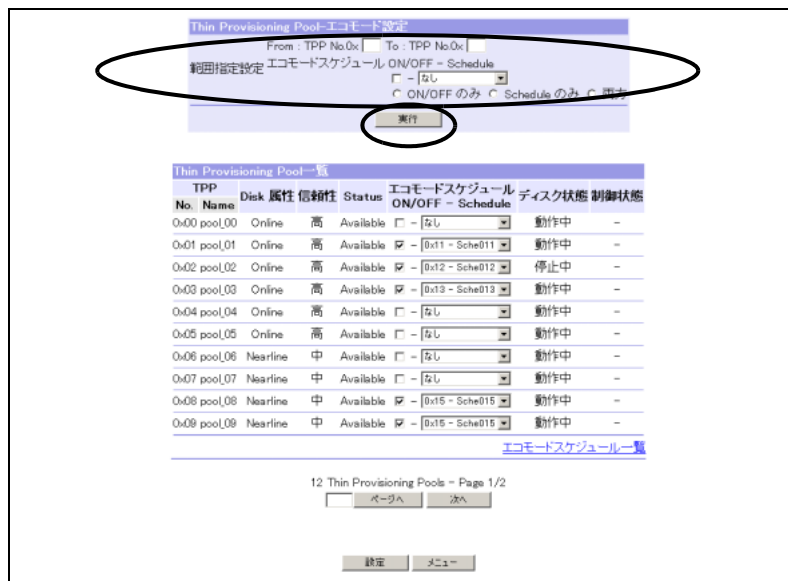 Thin Provisioning Pool-エコモード設定
From : TPP No.0x To : TPP No.0x
範囲指定設定 エコモードスケジュール ON/OFF - Schedule
- なし
ON/OFF のみ Schedule のみ 両方
実行
Thin Provisioning Pool一覧
TPP Disk 属性 信頼性 Status エコモードスケジュール ディスク状態 制御状態
No. Name ON/OFF - Schedule
0x00 pool_00 Online 高 Available - なし 動作中 -
0x01 pool_01 Online 高 Available - 0x11 - Sche011 動作中 -
0x02 pool_02 Online 高 Available - 0x12 - Sche012 停止中 -
0x03 pool_03 Online 高 Available - 0x13 - Sche013 動作中 -
0x04 pool_04 Online 高 Available - なし 動作中 -
0x05 pool_05 Online 高 Available - なし 動作中 -
0x06 pool_06 Nearline 中 Available - なし 動作中 -
0x07 pool_07 Nearline 中 Available - なし 動作中 -
0x08 pool_08 Nearline 中 Available - 0x15 - Sche015 動作中 -
0x09 pool_09 Nearline 中 Available - 0x15 - Sche015 動作中 -
エコモードスケジュール一覧
12 Thin Provisioning Pools - Page 1/2
ページへ 次へ
設定 メニュー